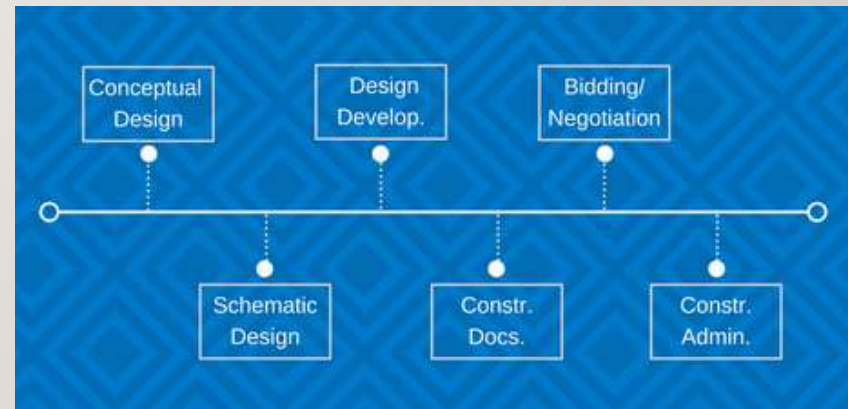 Conceptual
Design
Design
Develop.
Bidding/
Negotiation
Schematic
Design
Constr.
Docs.
Constr.
Admin.